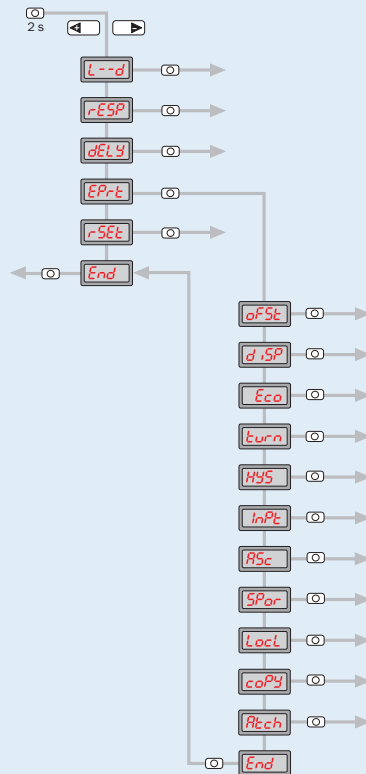 2 s
L--d
rESP
dELY
EPrt
rSEt
End
oFSt
diSP
Eco
turn
HYS
InPt
ASc
SPor
LocL
coPY
Atch
End